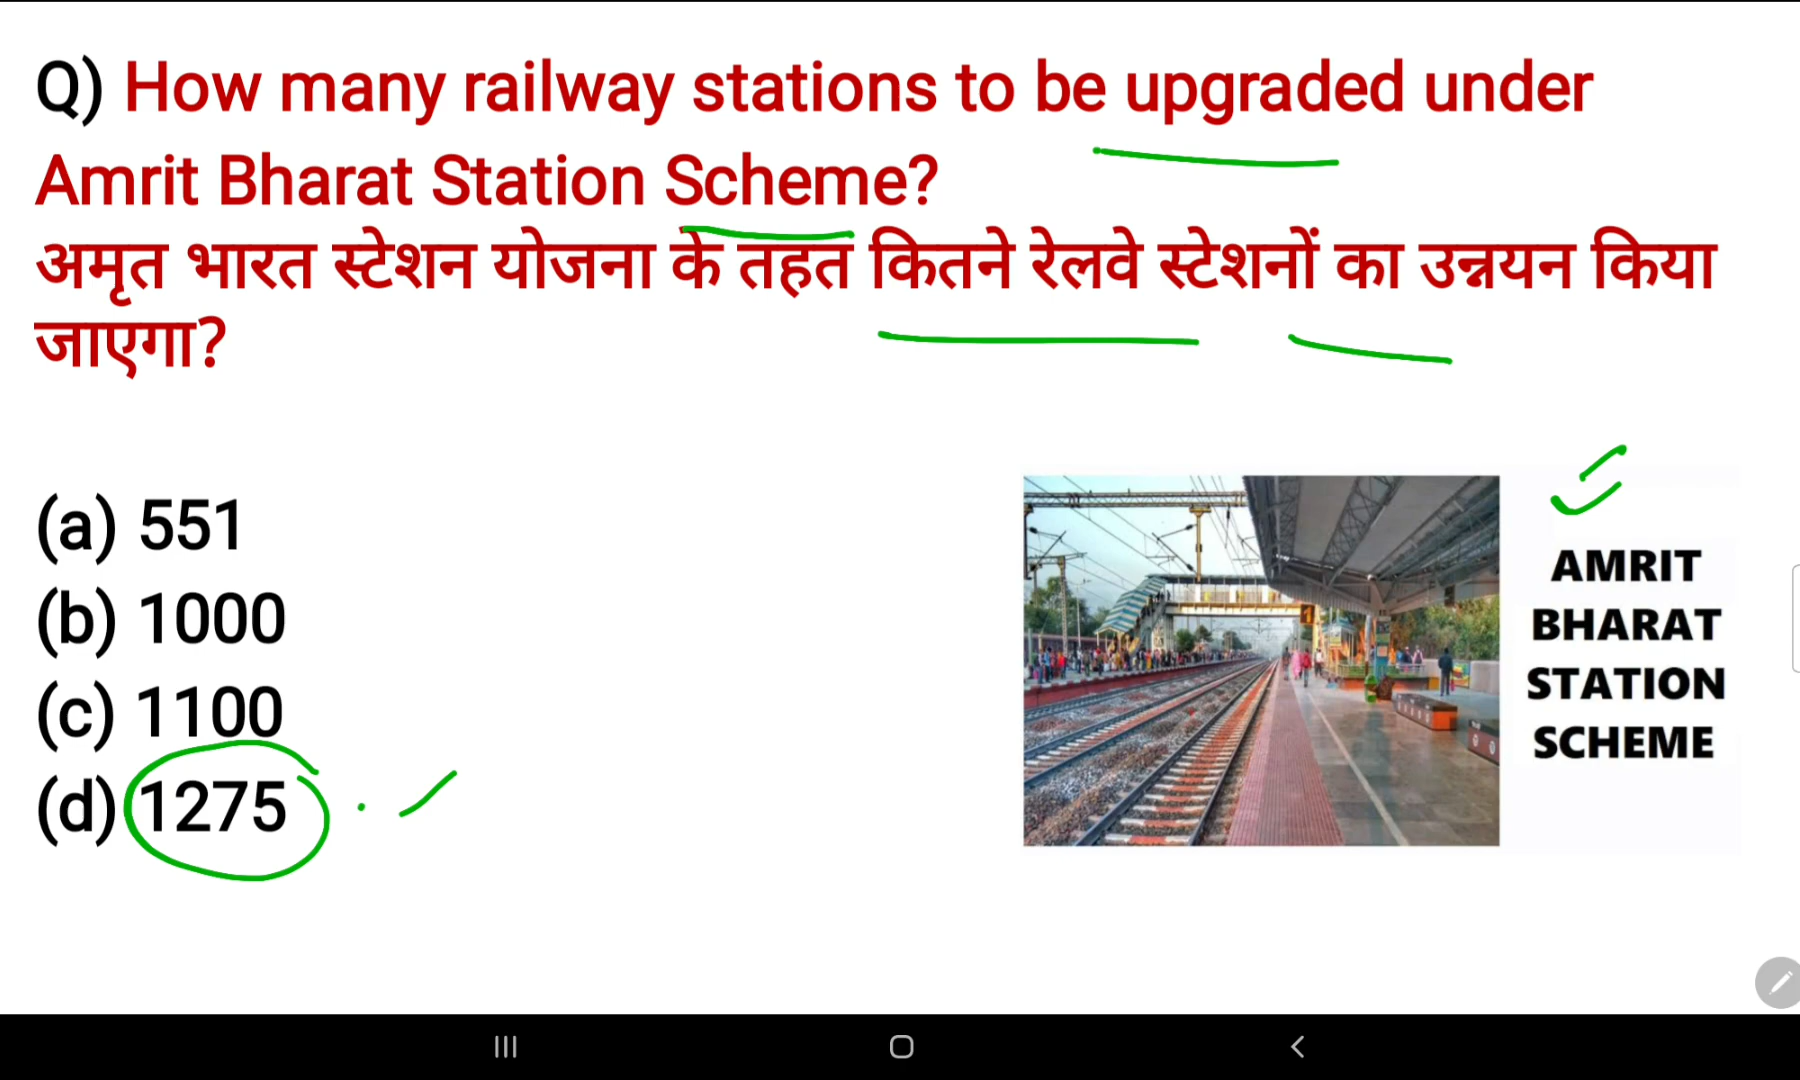 Q) How many railway stations to be upgraded under
Amrit Bharat Station Scheme?
अमृत भारत स्टेशन योजना के तहत कितने रेलवे स्टेशनों का उन्नयन किया
जाएगा?
(a) 551
(b) 1000
(c) 1100
(d) 1275
1
AMRIT
BHARAT
STATION
SCHEME